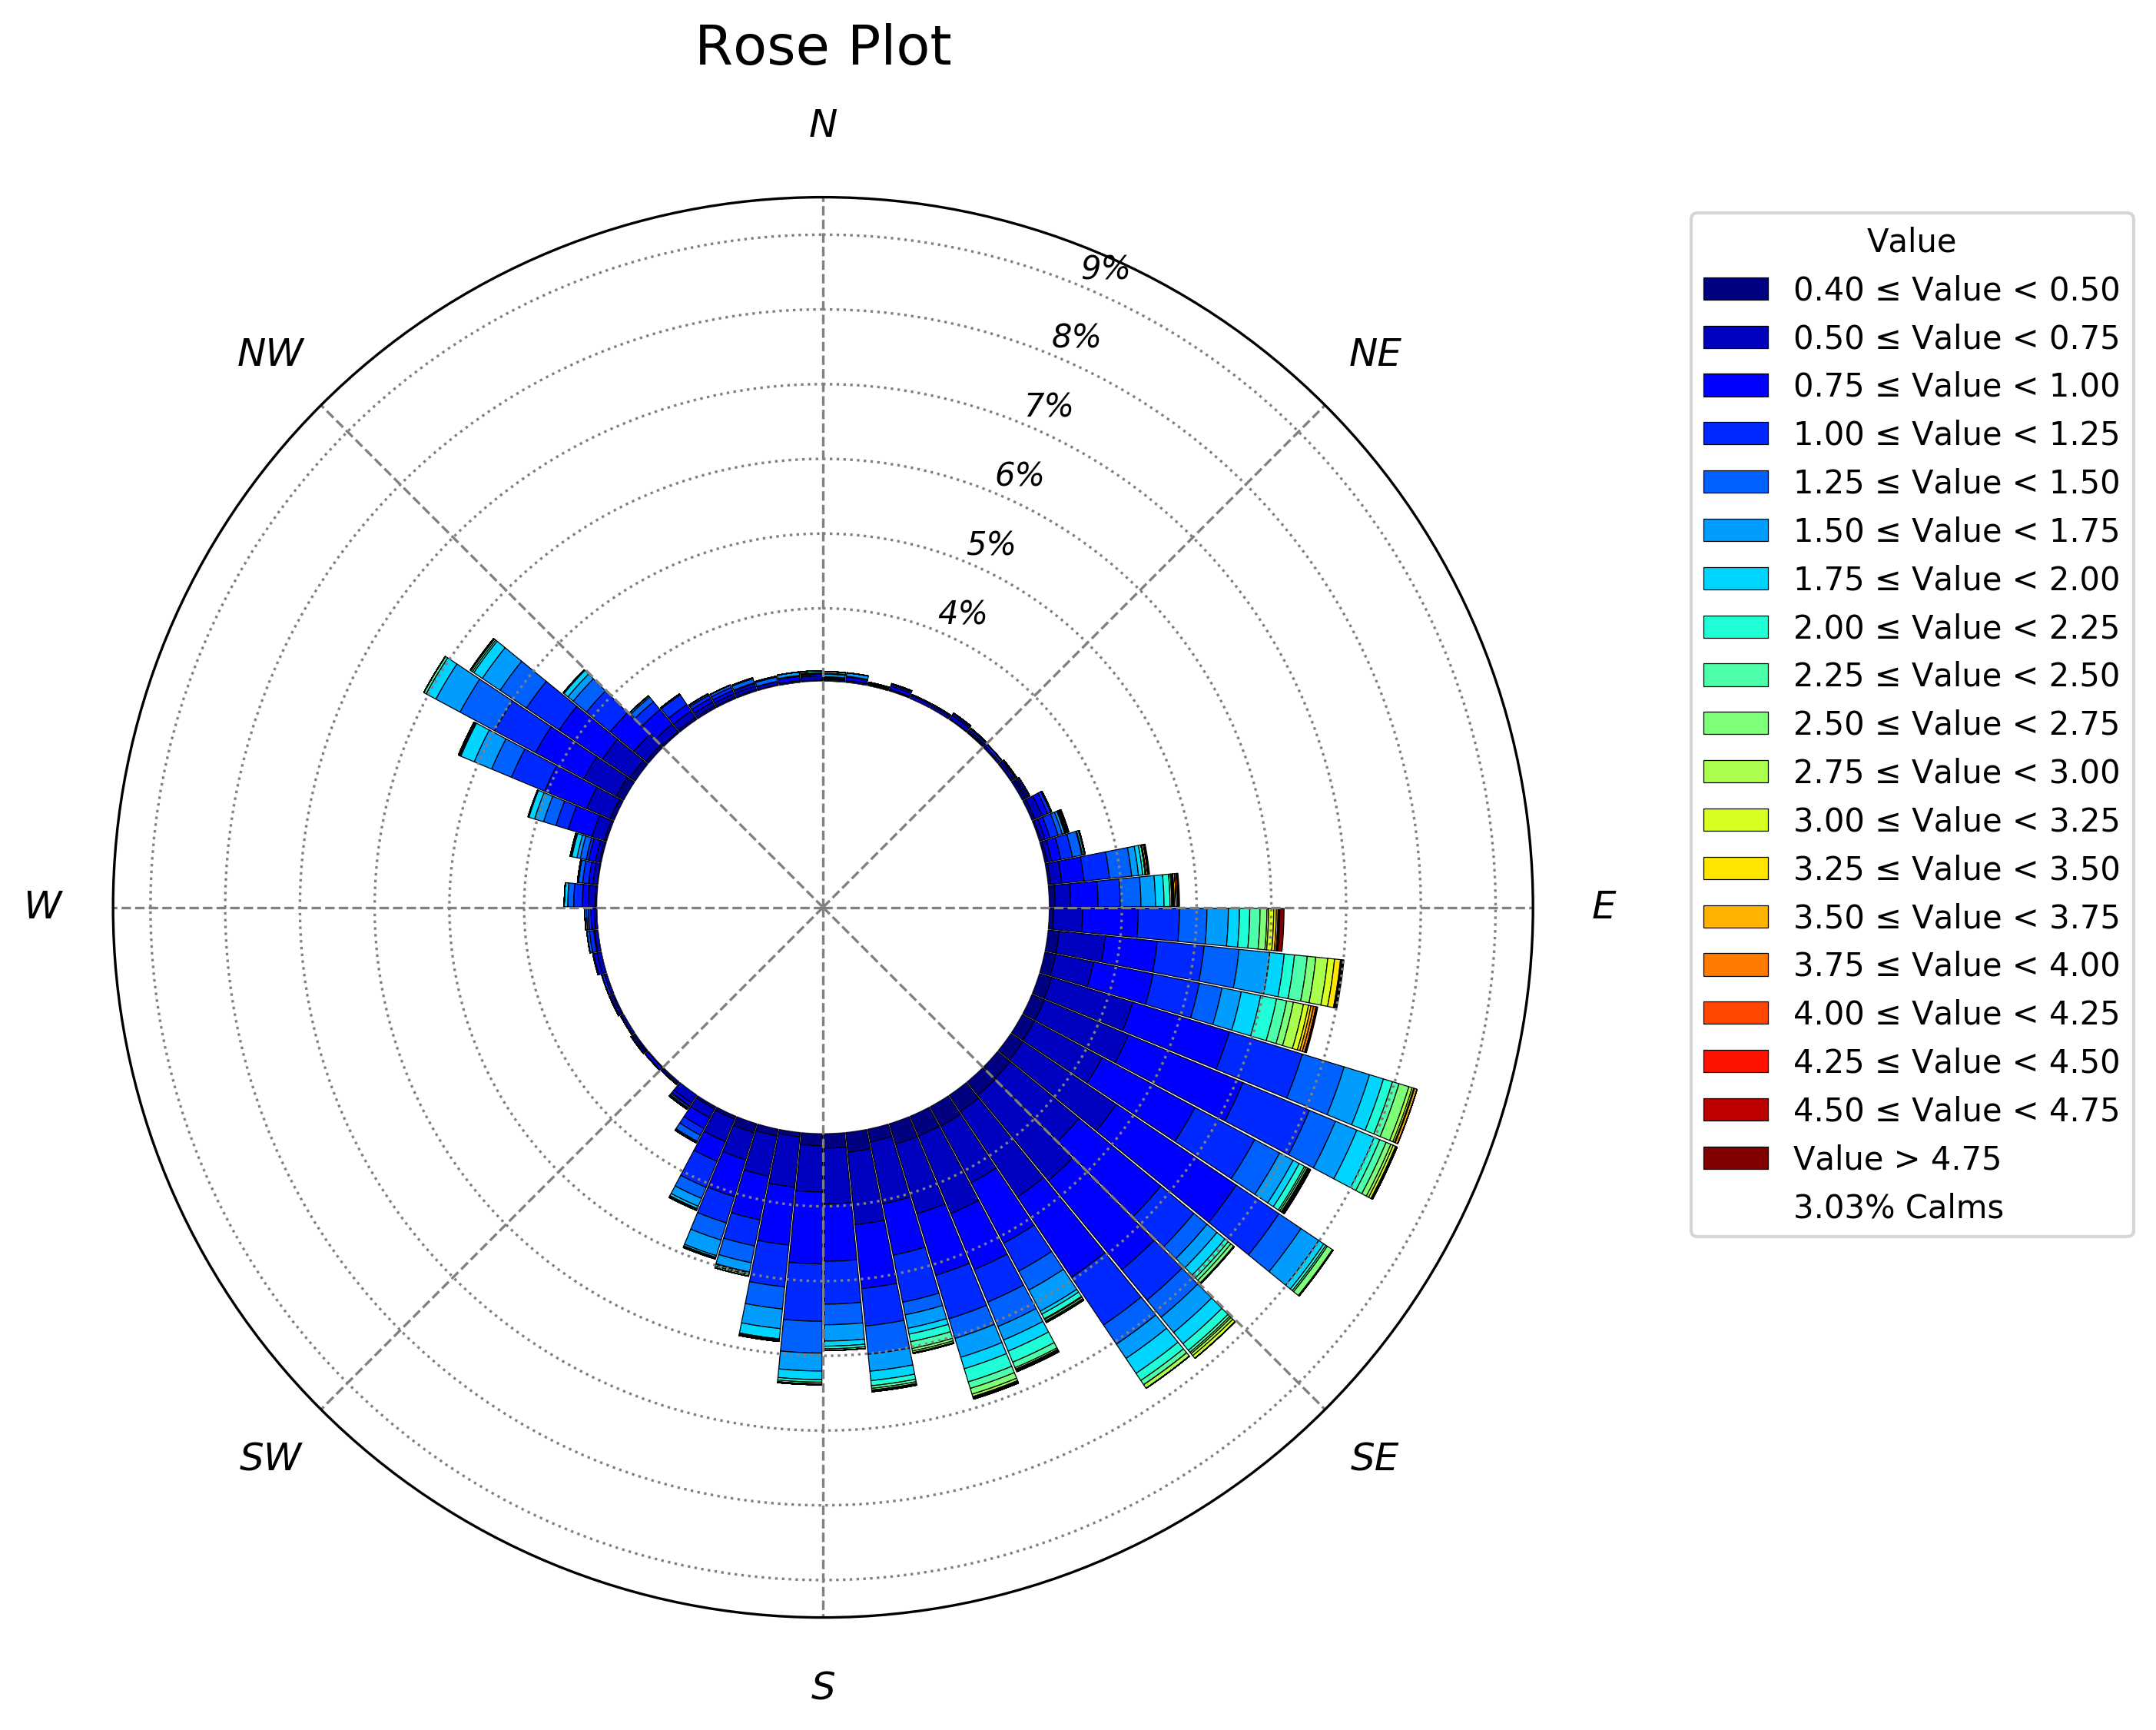 Rose Plot
N
NE
E
SE
S
SW
W
NW
9%
8%
7%
6%
5%
4%
Value
0.40 ≤ Value < 0.50
0.50 ≤ Value < 0.75
0.75 ≤ Value < 1.00
1.00 ≤ Value < 1.25
1.25 ≤ Value < 1.50
1.50 ≤ Value < 1.75
1.75 ≤ Value < 2.00
2.00 ≤ Value < 2.25
2.25 ≤ Value < 2.50
2.50 ≤ Value < 2.75
2.75 ≤ Value < 3.00
3.00 ≤ Value < 3.25
3.25 ≤ Value < 3.50
3.50 ≤ Value < 3.75
3.75 ≤ Value < 4.00
4.00 ≤ Value < 4.25
4.25 ≤ Value < 4.50
4.50 ≤ Value < 4.75
Value > 4.75
3.03% Calms